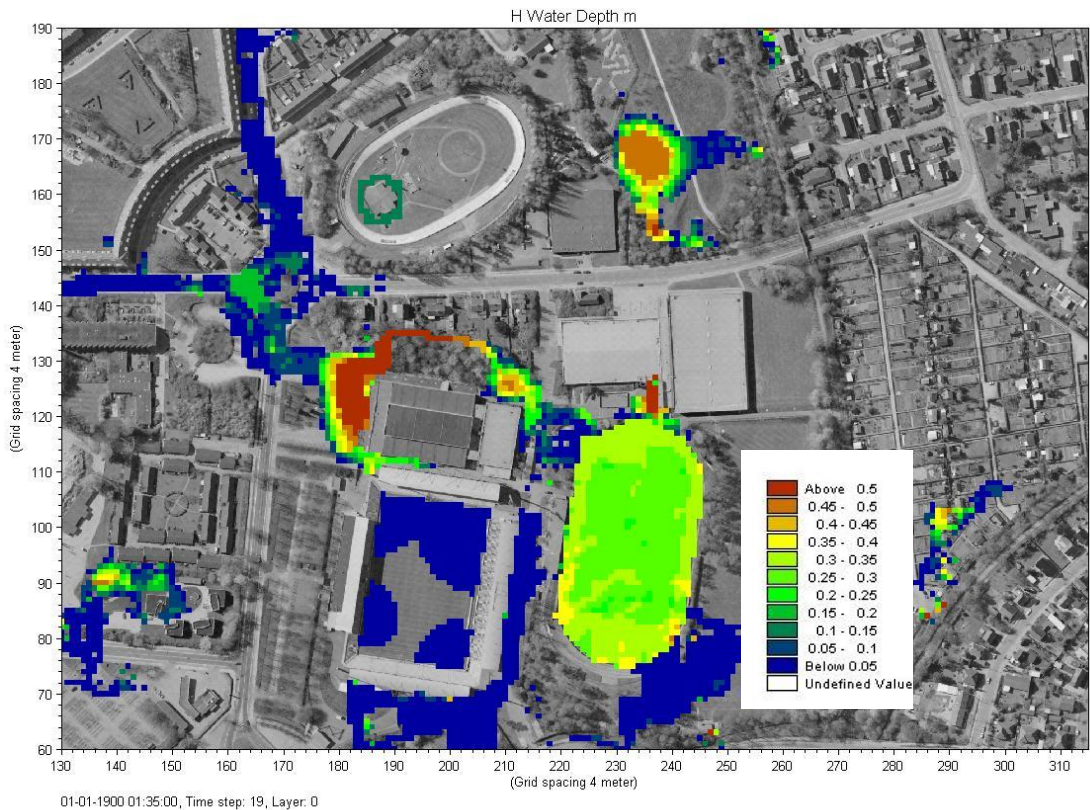 H Water Depth m
190
180
170
160
150
140
130
120
110
100
90
80
70
60
(Grid spacing 4 meter)
Above 0.5
0.45 - 0.5
0.4 - 0.45
0.35 - 0.4
0.3 - 0.35
0.25 - 0.3
0.2 - 0.25
0.15 - 0.2
0.1 - 0.15
0.05 - 0.1
Below 0.05
Undefined Value
130 140 150 160 170 180 190 200 210 220 230 240 250 260 270 280 290 300 310
(Grid spacing 4 meter)
01-01-1900 01:35:00, Time step: 19, Layer: 0